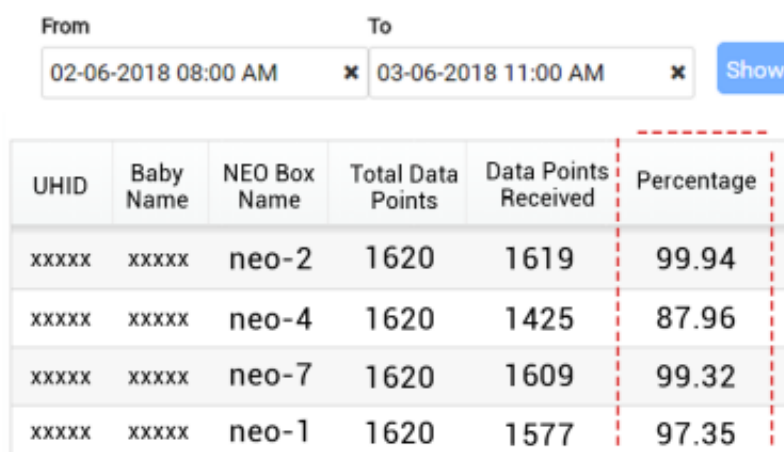 From To
02-06-2018 08:00 AM × 03-06-2018 11:00 AM × Show
UHID Baby Name NEO Box Name Total Data Points Data Points Received Percentage
xxxxx xxxxx neo-2 1620 1619 99.94
xxxxx xxxxx neo-4 1620 1425 87.96
xxxxx xxxxx neo-7 1620 1609 99.32
xxxxx xxxxx neo-1 1620 1577 97.35